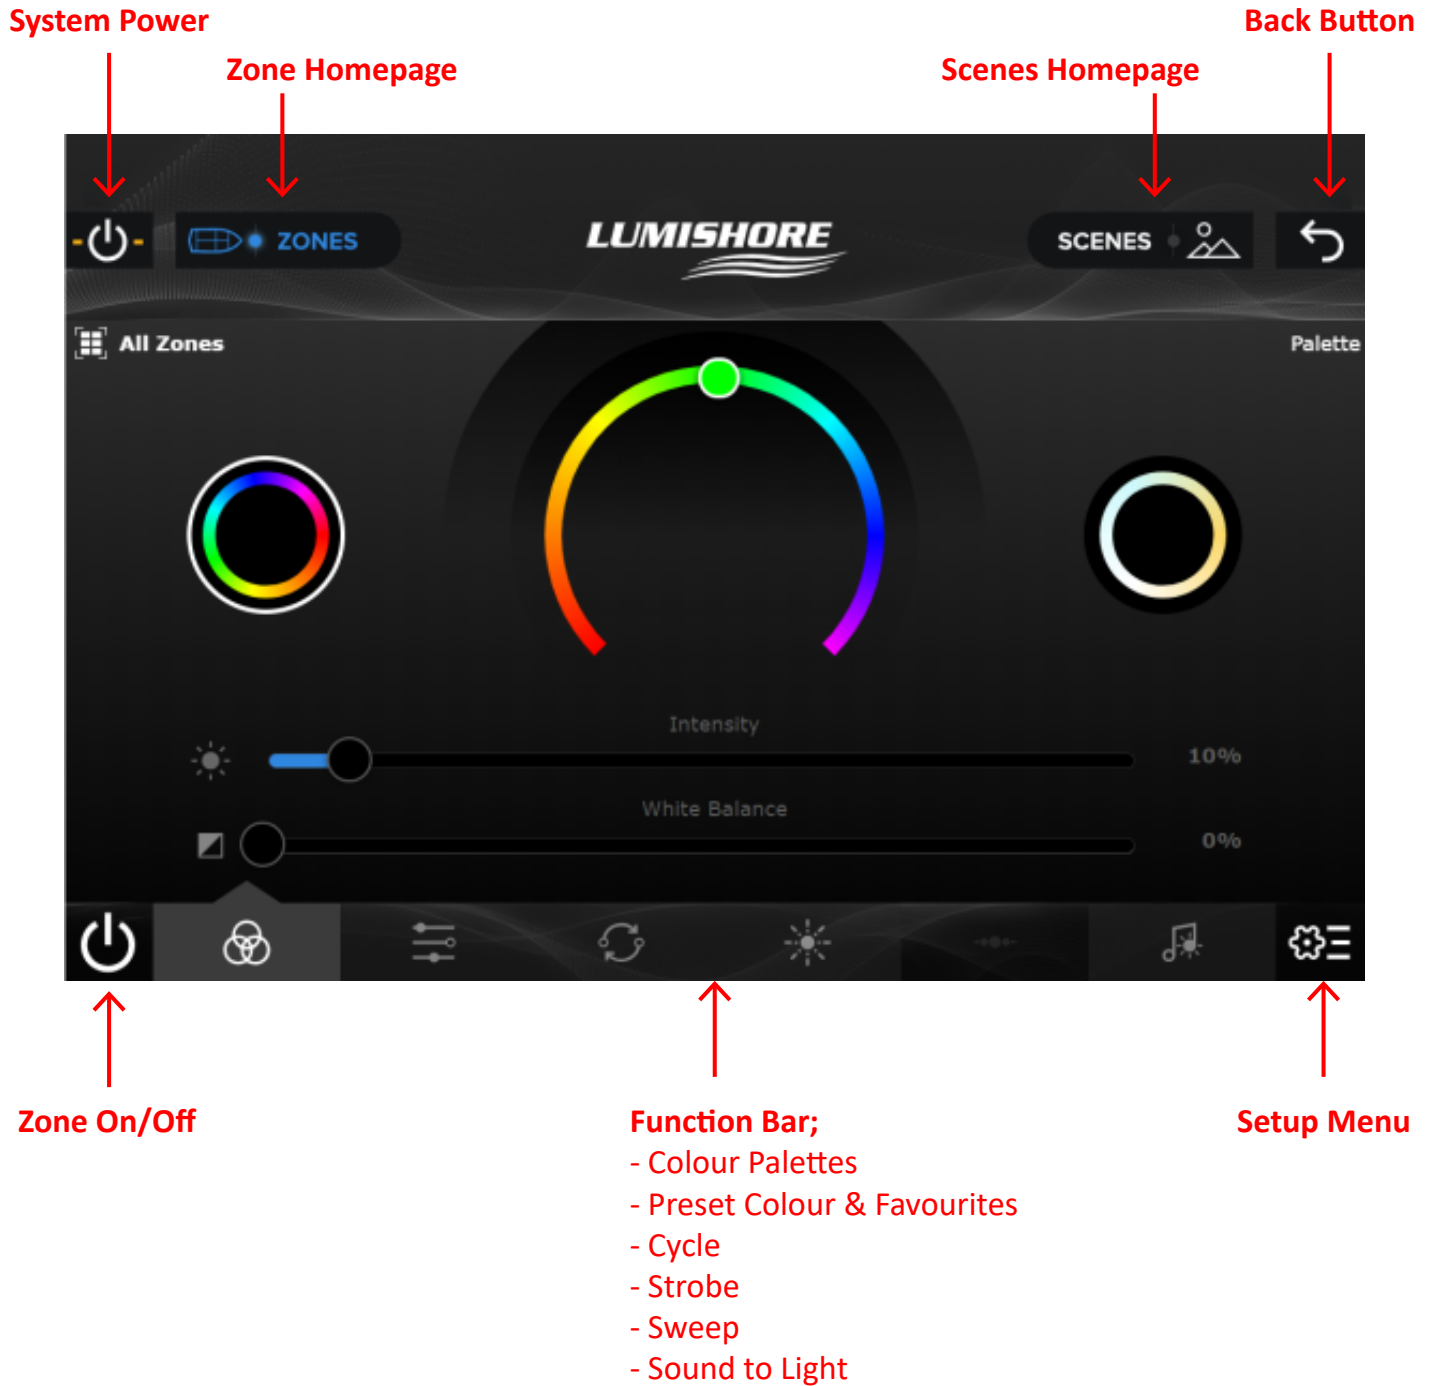 System Power
Back Button
Zone Homepage
Scenes Homepage
ZONES
LUMISHORE
SCENES
All Zones
Palette
Intensity
10%
White Balance
0%
Zone On/Off
Function Bar;
- Colour Palettes
- Preset Colour & Favourites
- Cycle
- Strobe
- Sweep
- Sound to Light
Setup Menu